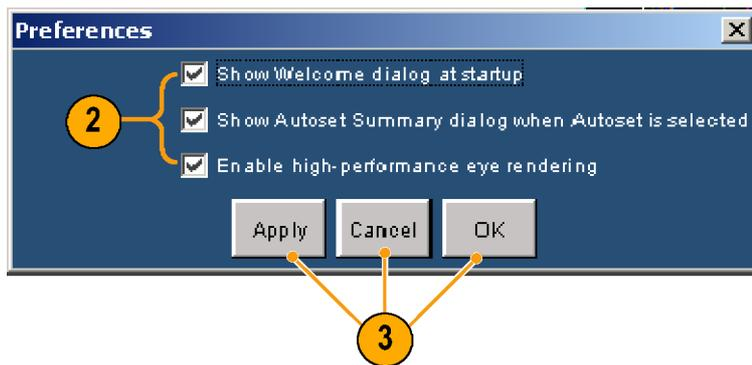 Preferences
Show Welcome dialog at startup
2
Show Autoset Summary dialog when Autoset is selected
Enable high-performance eye rendering
Apply Cancel OK
3